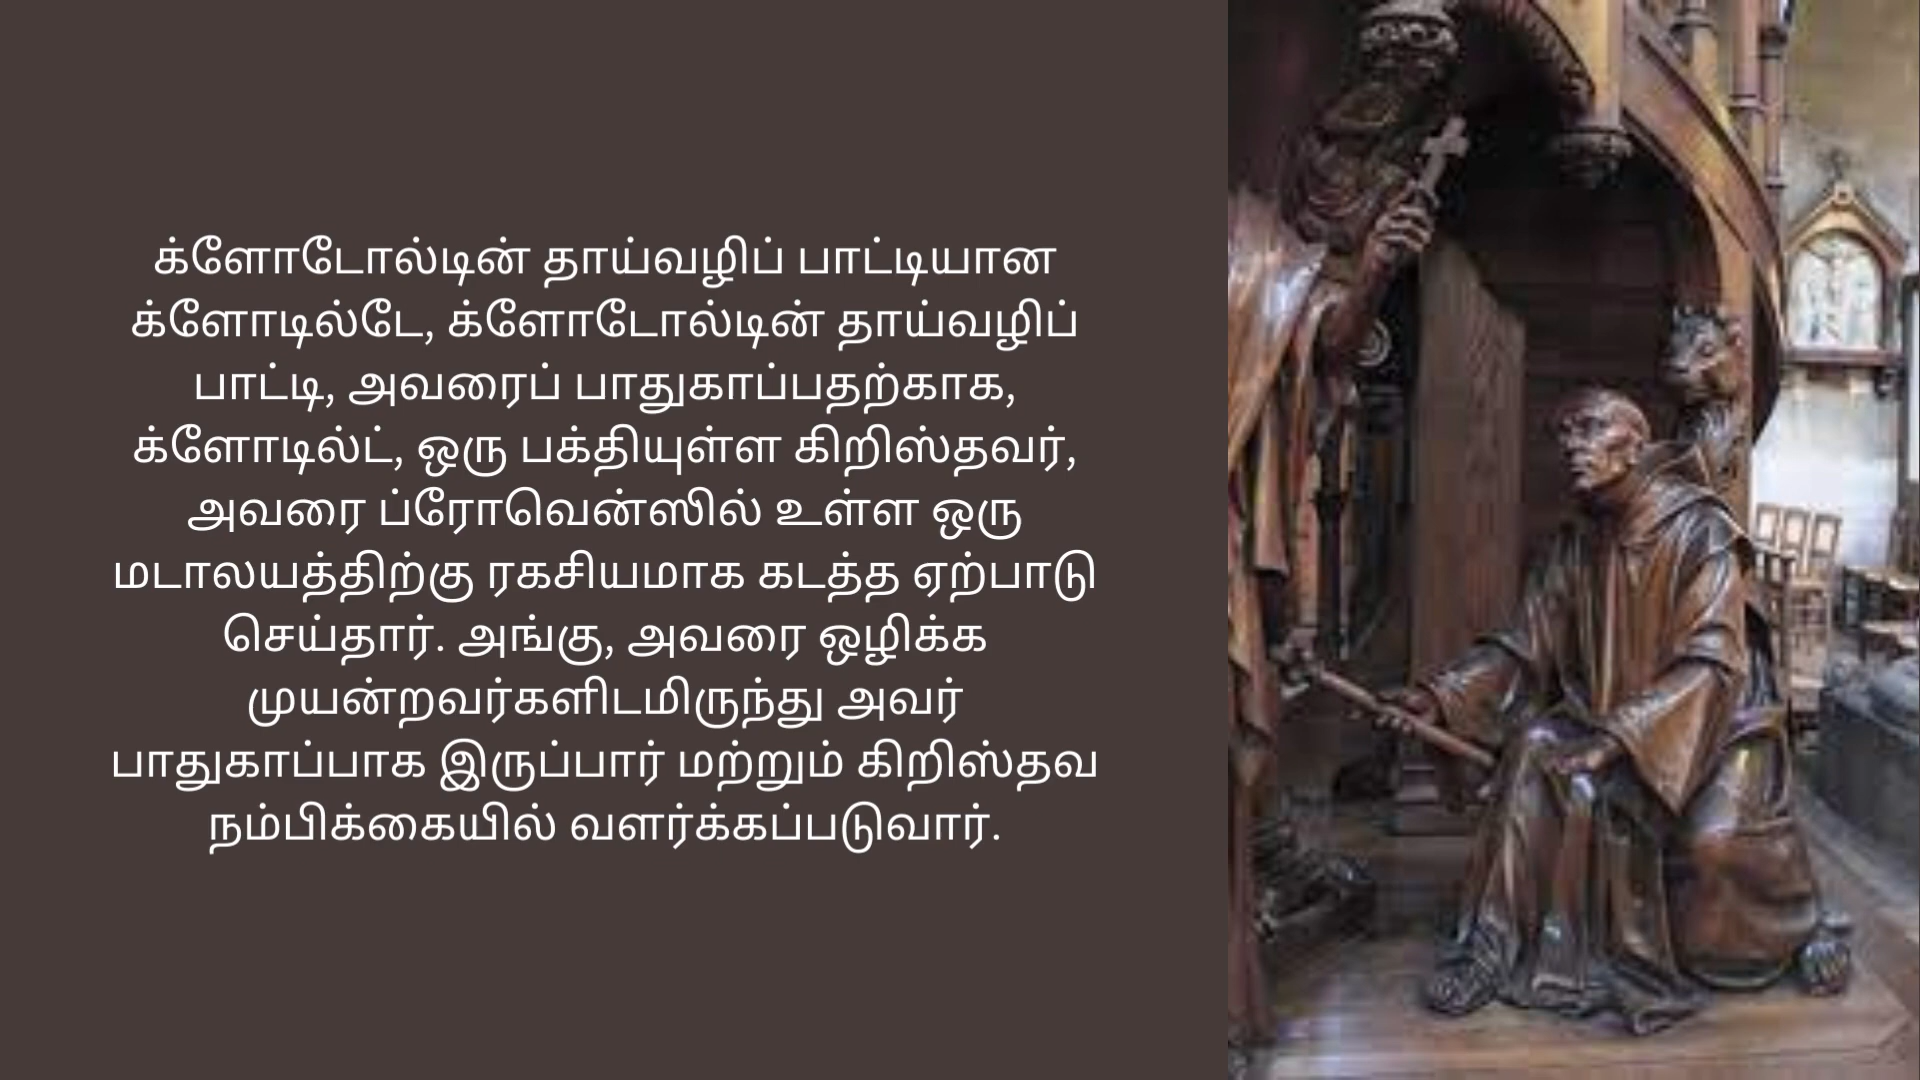 க்ளோடோல்டின் தாய்வழிப் பாட்டியான
க்ளோடில்டே, க்ளோடோல்டின் தாய்வழிப்
பாட்டி, அவரைப் பாதுகாப்பதற்காக,
க்ளோடில்ட், ஒரு பக்தியுள்ள கிறிஸ்தவர்,
அவரை ப்ரோவென்ஸில் உள்ள ஒரு
மடாலயத்திற்கு ரகசியமாக கடத்த ஏற்பாடு
செய்தார். அங்கு, அவரை ஒழிக்க
முயன்றவர்களிடமிருந்து அவர்
பாதுகாப்பாக இருப்பார் மற்றும் கிறிஸ்தவ
நம்பிக்கையில் வளர்க்கப்படுவார்.